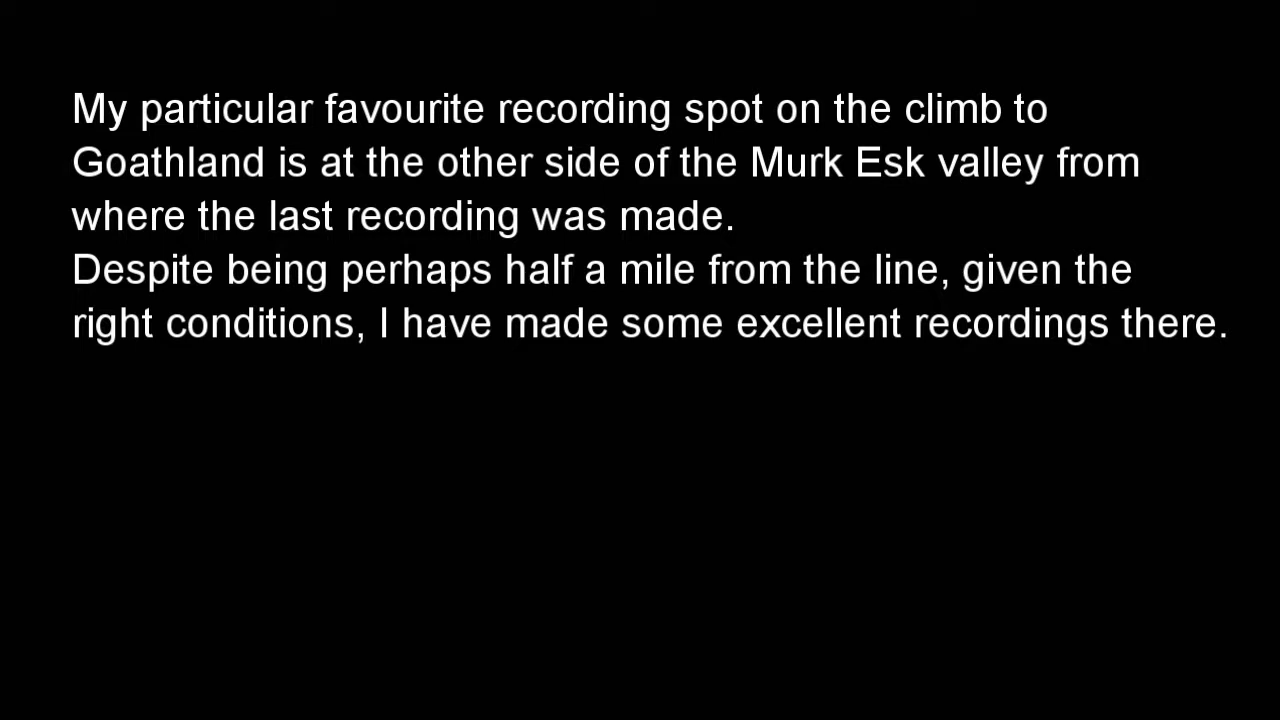 My particular favourite recording spot on the climb to
Goathland is at the other side of the Murk Esk valley from
where the last recording was made.
Despite being perhaps half a mile from the line, given the
right conditions, I have made some excellent recordings there.